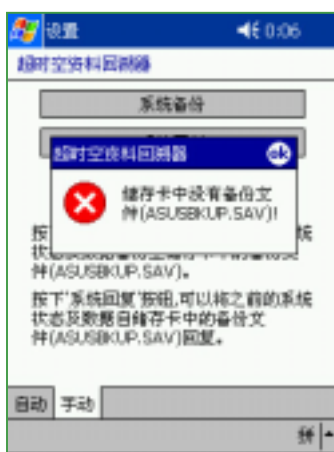 设置
0:06
超时空资料回溯器
系统备份
超时空资料回溯器
ok
储存卡中没有备份文
件(ASUSBKUP.SAV)!
按
统
件(ASUSBKUP.SAV)。
按下'系统回复'按钮,可以将之前的系统
状态及数据自储存卡中的备份文
件(ASUSBKUP.SAV)回复。
自动
手动
拼